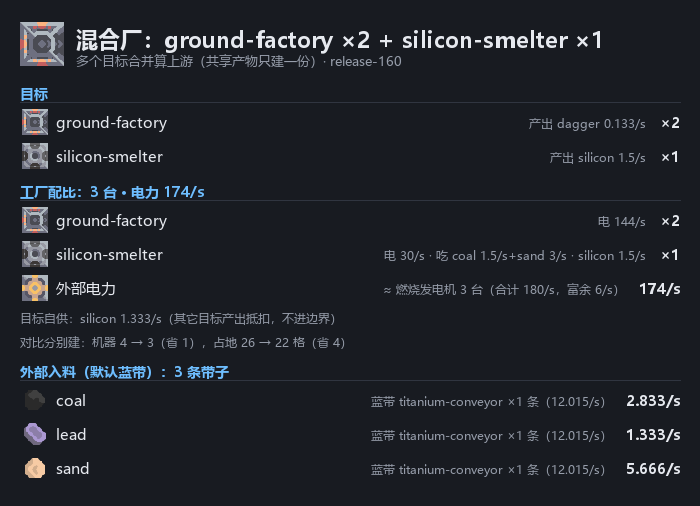 混合厂：ground-factory ×2 + silicon-smelter ×1
多个目标合并算上游（共享产物只建一份）· release-160
目标
ground-factory 产出 dagger 0.133/s ×2
silicon-smelter 产出 silicon 1.5/s ×1
工厂配比：3 台 • 电力 174/s
ground-factory 电 144/s ×2
silicon-smelter 电 30/s · 吃 coal 1.5/s+sand 3/s · silicon 1.5/s ×1
外部电力 ≈ 燃烧发电机 3 台（合计 180/s，富余 6/s） 174/s
目标自供：silicon 1.333/s（其它目标产出抵扣，不进边界）
对比分别建：机器 4 → 3（省 1），占地 26 → 22 格（省 4）
外部入料（默认蓝带）：3 条带子
coal 蓝带 titanium-conveyor ×1 条（12.015/s） 2.833/s
lead 蓝带 titanium-conveyor ×1 条（12.015/s） 1.333/s
sand 蓝带 titanium-conveyor ×1 条（12.015/s） 5.666/s